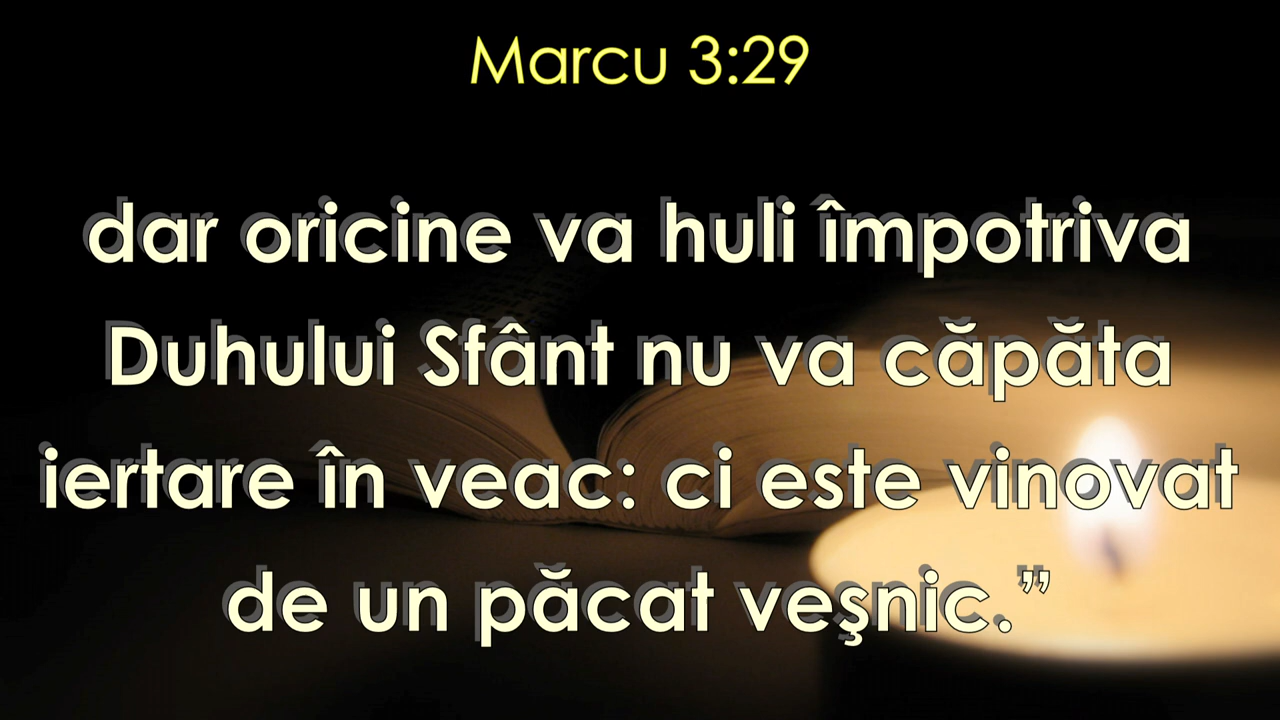 Marcu 3:29
dar oricine va huli împotriva
Duhului Sfânt nu va căpăta
iertare în veac: ci este vinovat
de un păcat veşnic.”